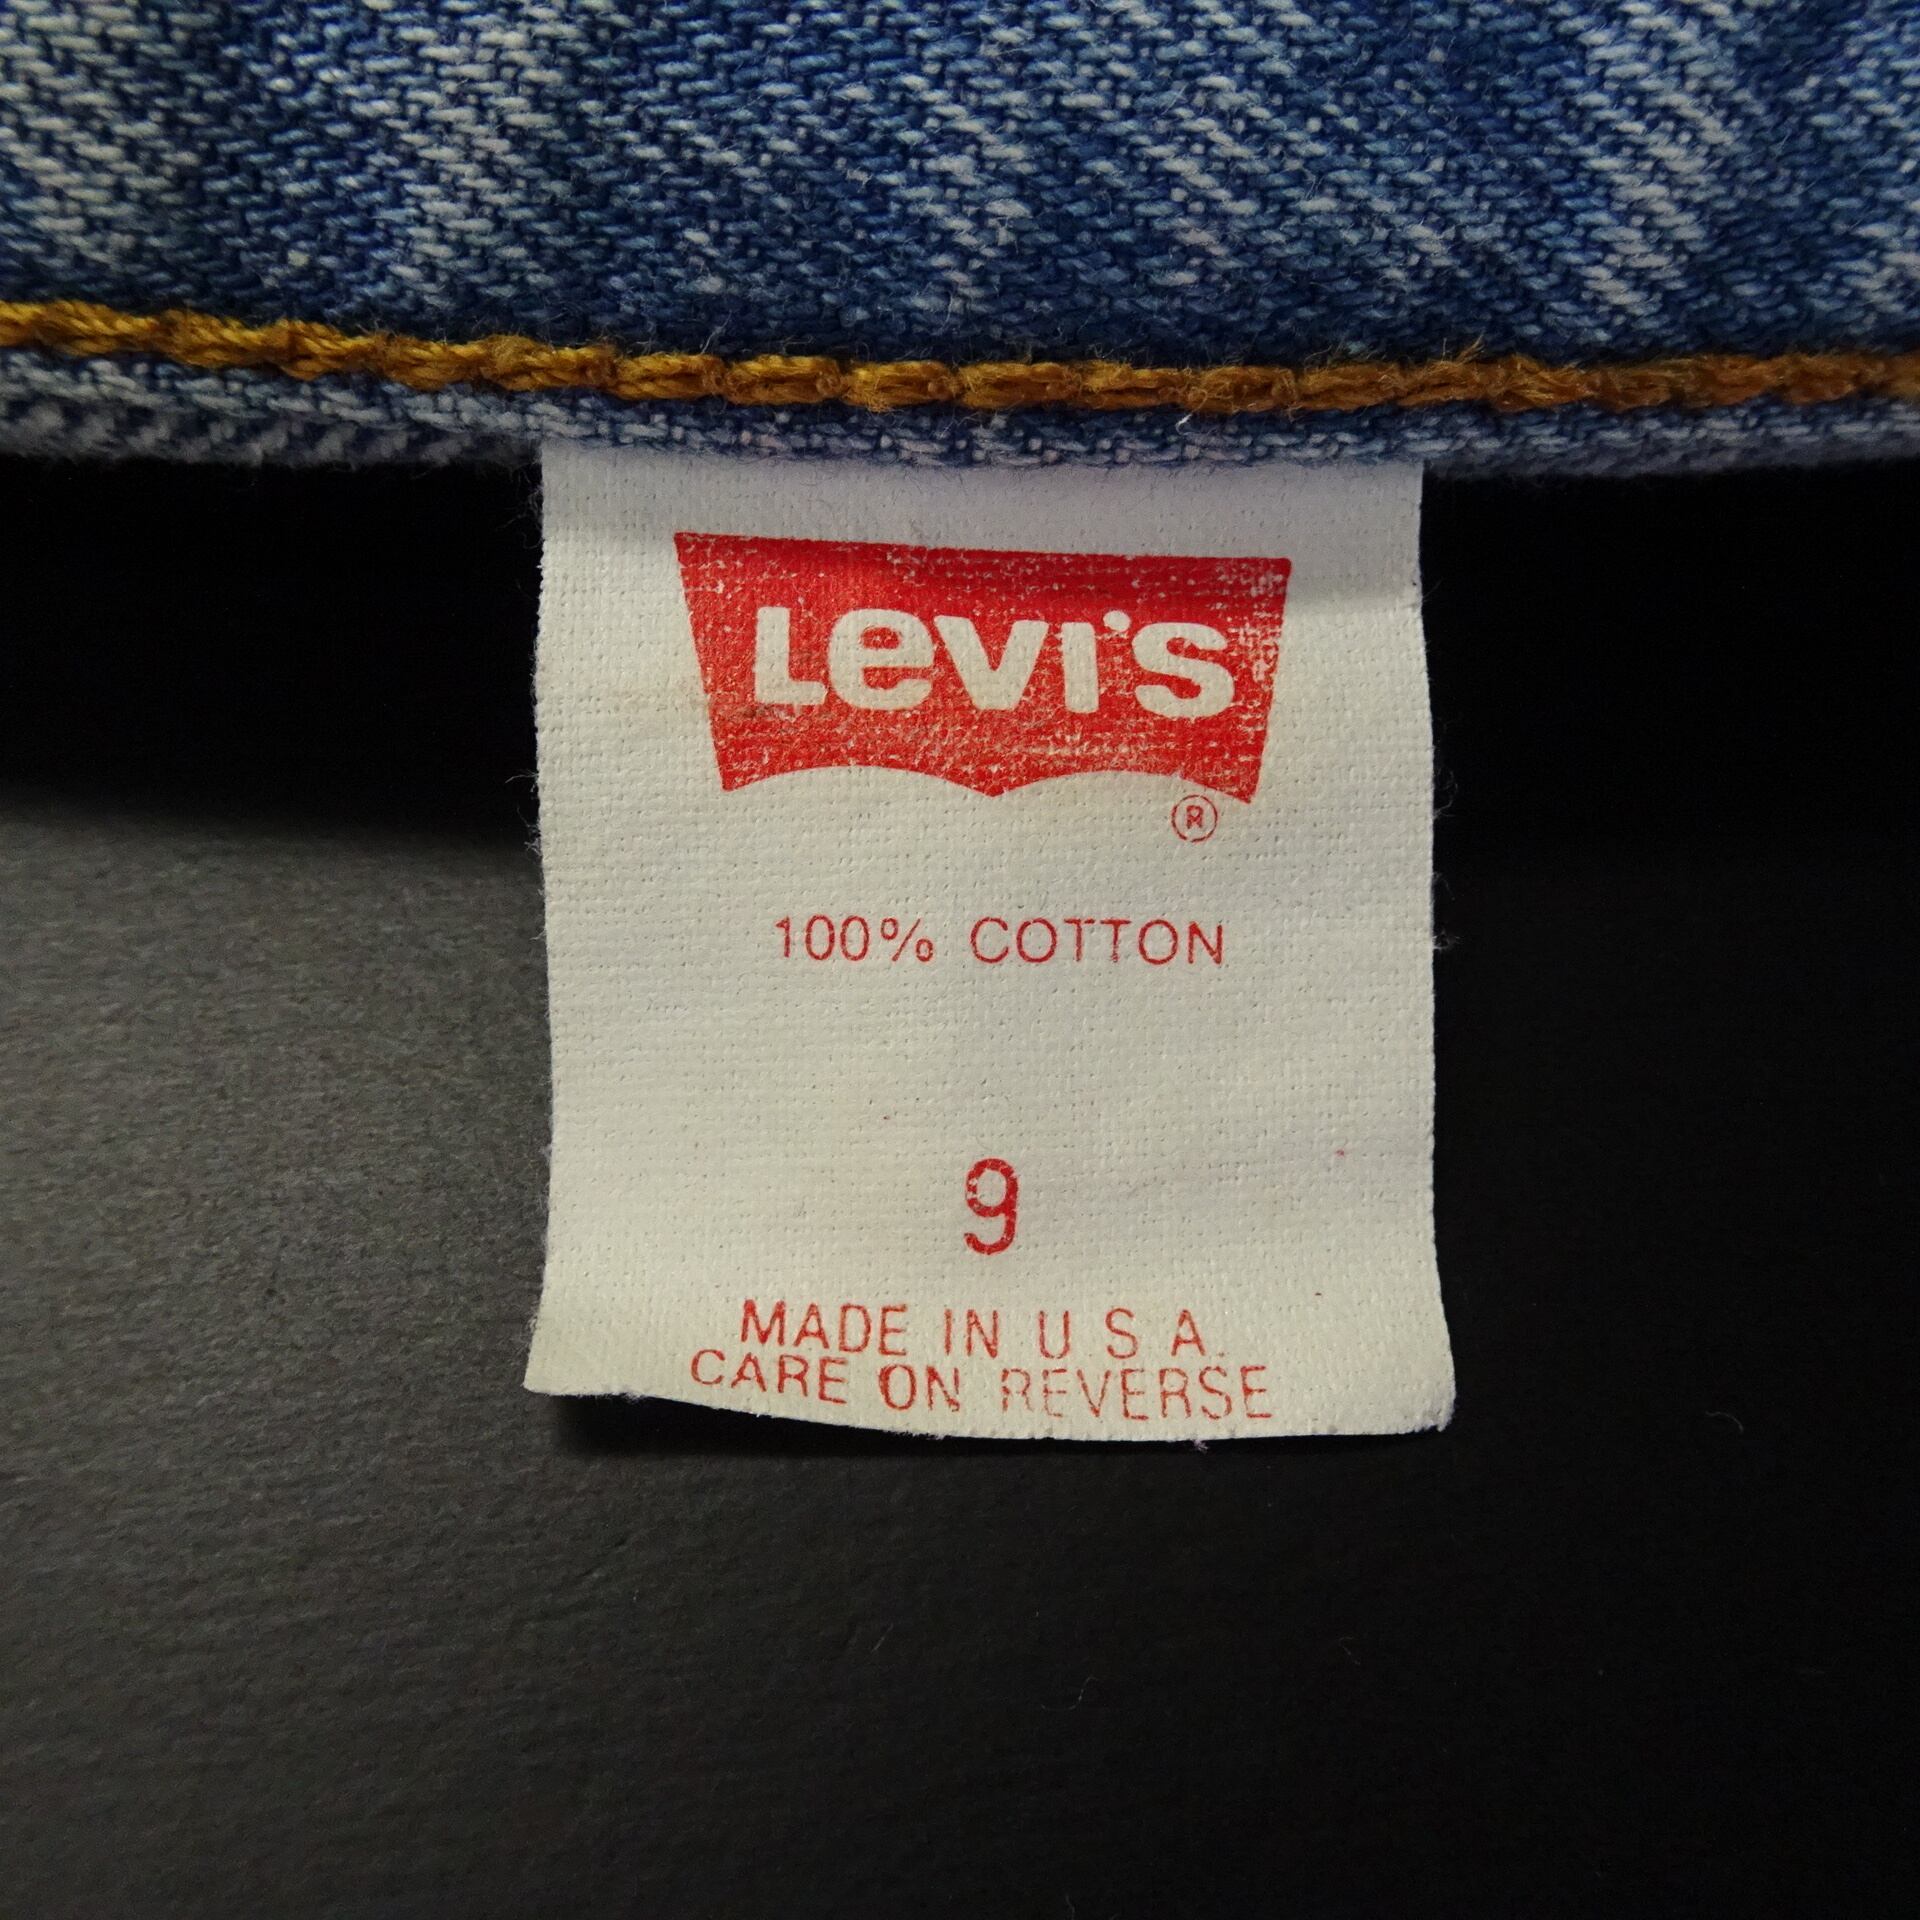 Levi's
®
100% COTTON
9
MADE IN U.S.A.
CARE ON REVERSE